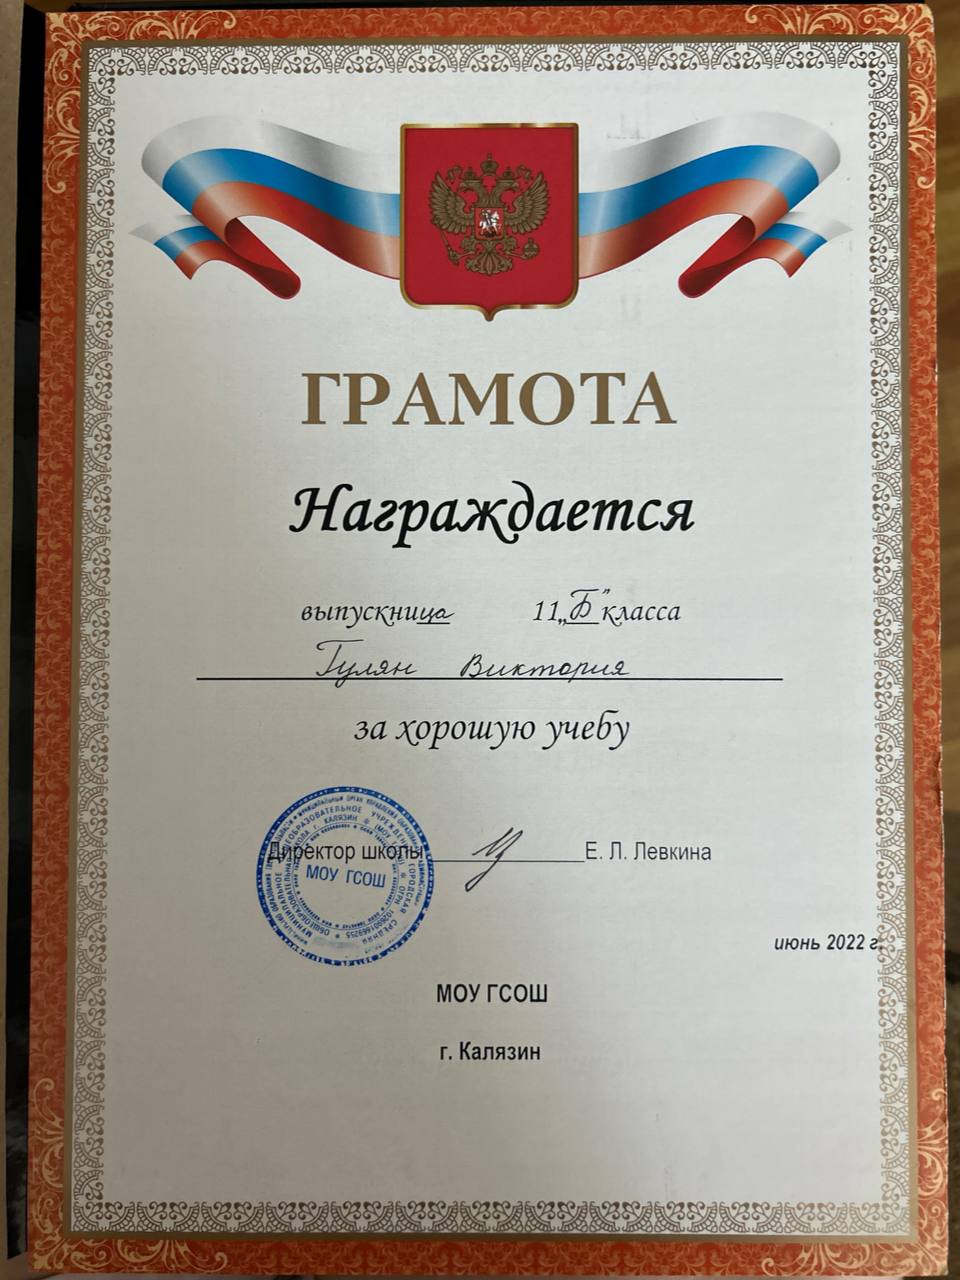 ГРАМОТА
Награждается
выпускница 11 „Б" класса
Гулян Виктория
за хорошую учебу
Директор школы Е. Л. Левкина
МОУ ГСОШ
июнь 2022 г.
МОУ ГСОШ
г. Калязин